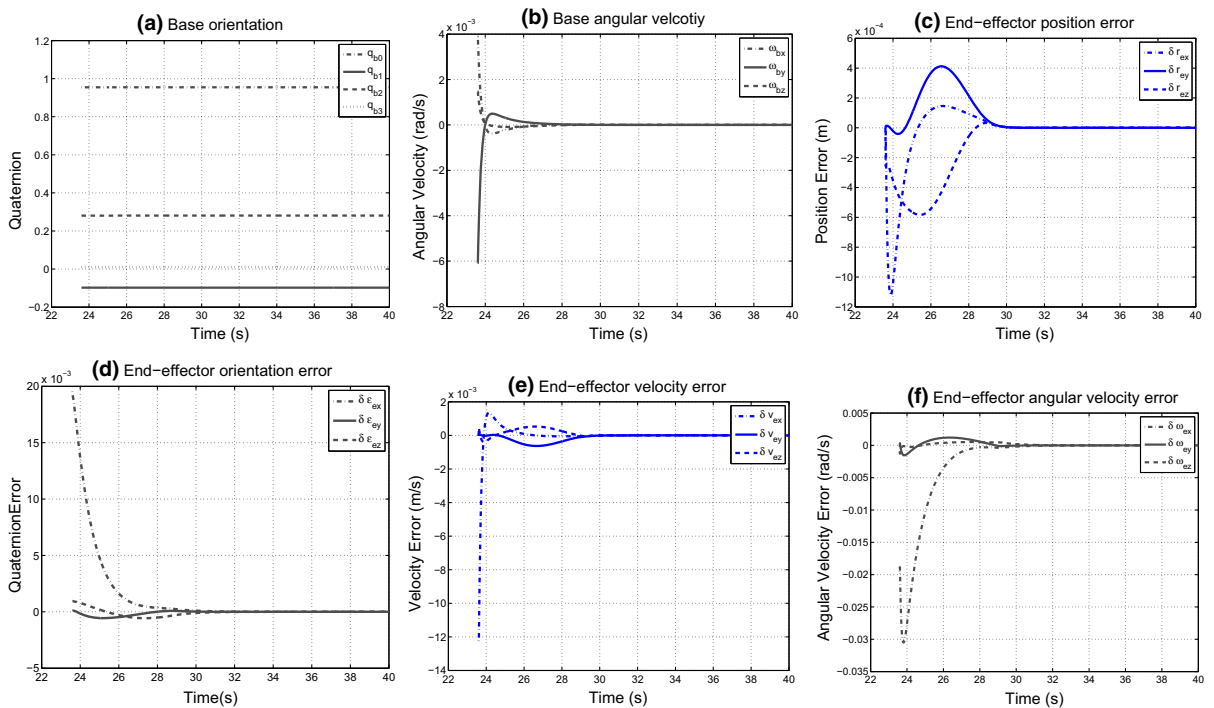 (a) Base orientation
1.2
1
0.8
0.6
0.4
0.2
0
−0.2
22 24 26 28 30 32 34 36 38 40
Quaternion
Time (s)
q_b0
q_b1
q_b2
q_b3
(b) Base angular velcotiy
x 10^−3
4
2
0
−2
−4
−6
−8
22 24 26 28 30 32 34 36 38 40
Angular Velocity (rad/s)
Time (s)
ω_bx
ω_by
ω_bz
(c) End−effector position error
x 10^−4
6
4
2
0
−2
−4
−6
−8
−10
−12
22 24 26 28 30 32 34 36 38 40
Position Error (m)
Time (s)
δ r_ex
δ r_ey
δ r_ez
(d) End−effector orientation error
x 10^−3
20
15
10
5
0
−5
22 24 26 28 30 32 34 36 38 40
QuaternionError
Time(s)
δ ε_ex
δ ε_ey
δ ε_ez
(e) End−effector velocity error
x 10^−3
2
0
−2
−4
−6
−8
−10
−12
−14
22 24 26 28 30 32 34 36 38 40
Velocity Error (m/s)
Time (s)
δ v_ex
δ v_ey
δ v_ez
(f) End−effector angular velocity error
0.005
0
−0.005
−0.01
−0.015
−0.02
−0.025
−0.03
−0.035
22 24 26 28 30 32 34 36 38 40
Angular Velocity Error (rad/s)
Time (s)
δ ω_ex
δ ω_ey
δ ω_ez